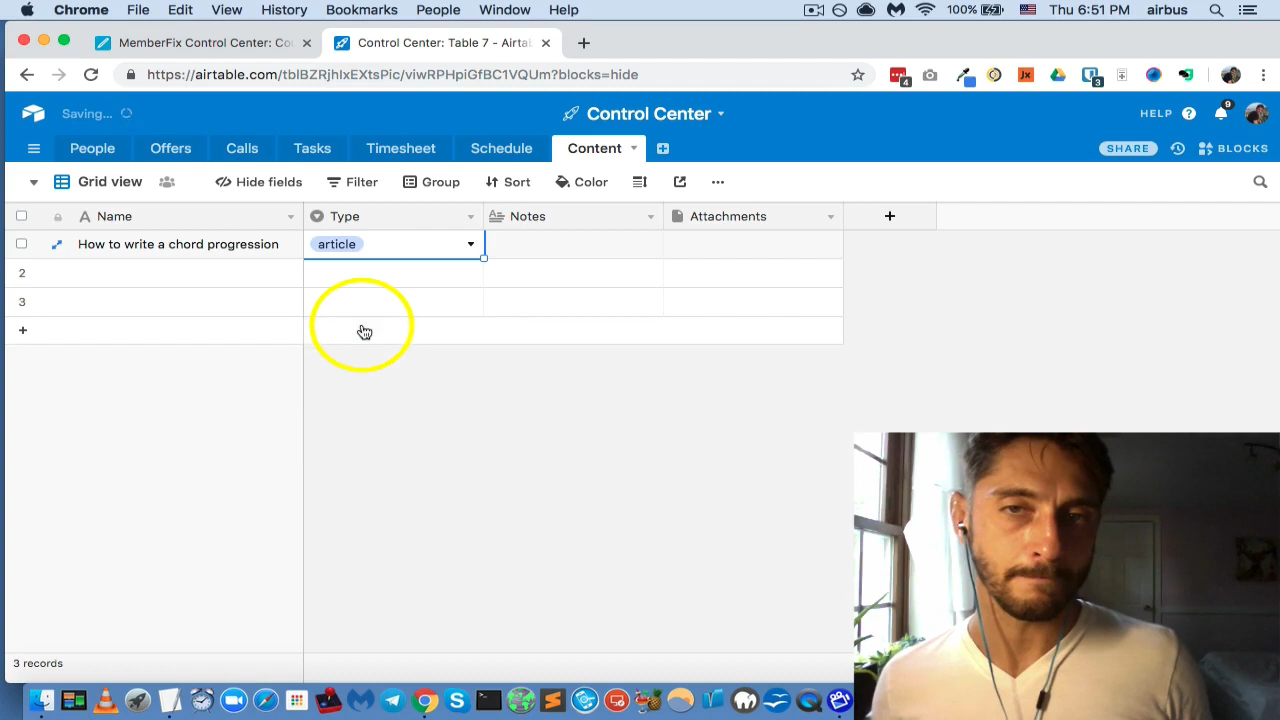 Chrome File Edit View History Bookmarks People Window Help 100% Thu 6:51 PM airbus
MemberFix Control Center: Co
Control Center: Table 7 - Airta
https://airtable.com/tblBZRjhIxEXtsPic/viwRPHpiGfBC1VQUm?blocks=hide
4
3
Saving...
Control Center
HELP
9
People Offers Calls Tasks Timesheet Schedule Content
SHARE BLOCKS
Grid view Hide fields Filter Group Sort Color
Name Type Notes Attachments
How to write a chord progression article
2
3
3 records